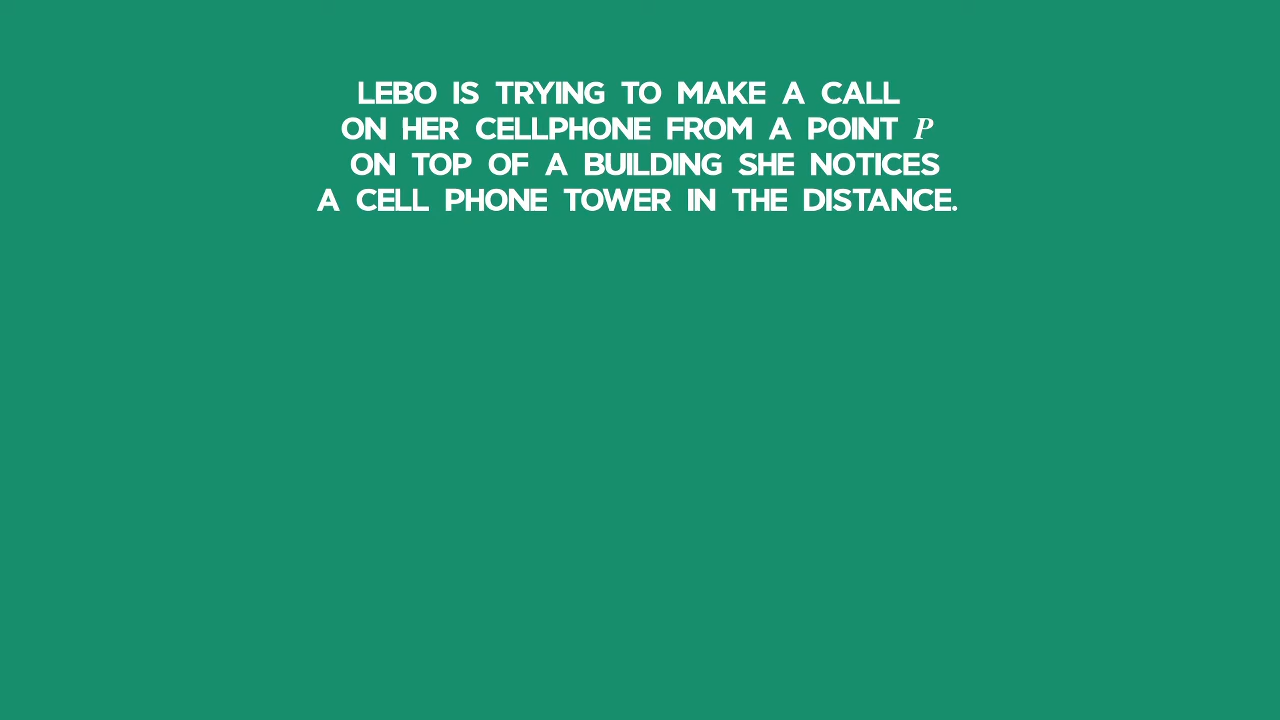 LEBO IS TRYING TO MAKE A CALL
ON HER CELLPHONE FROM A POINT P
ON TOP OF A BUILDING SHE NOTICES
A CELL PHONE TOWER IN THE DISTANCE.